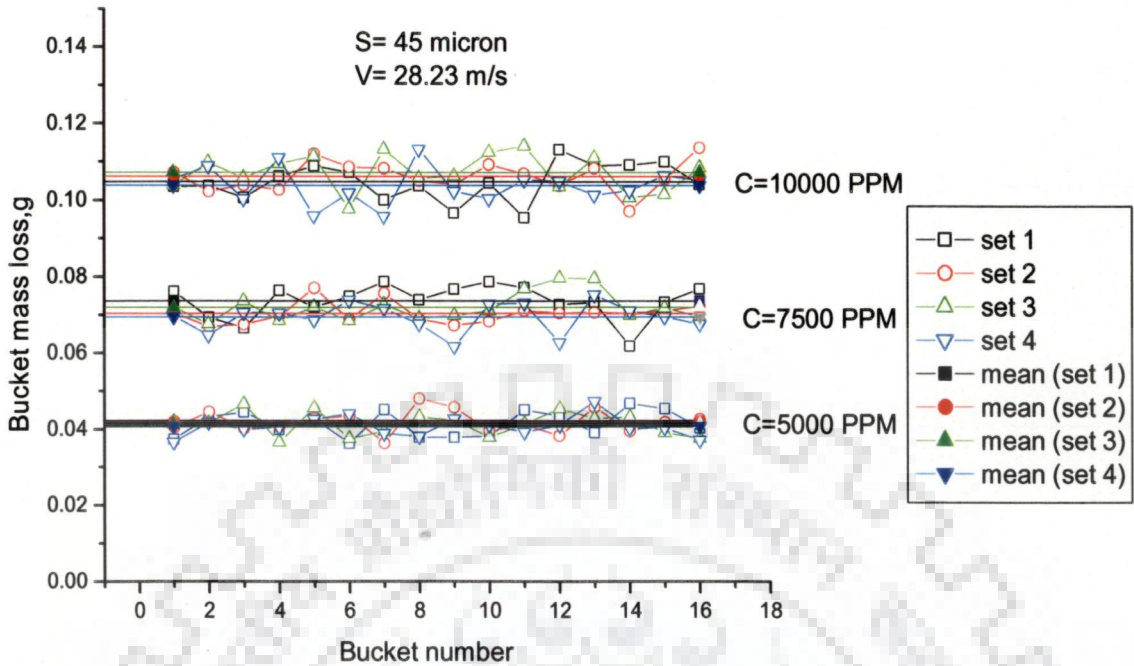 S= 45 micron
V= 28.23 m/s
0.14
0.12
0.10
0.08
0.06
0.04
0.02
0.00
Bucket mass loss,g
C=10000 PPM
C=7500 PPM
C=5000 PPM
set 1
set 2
set 3
set 4
mean (set 1)
mean (set 2)
mean (set 3)
mean (set 4)
0 2 4 6 8 10 12 14 16 18
Bucket number